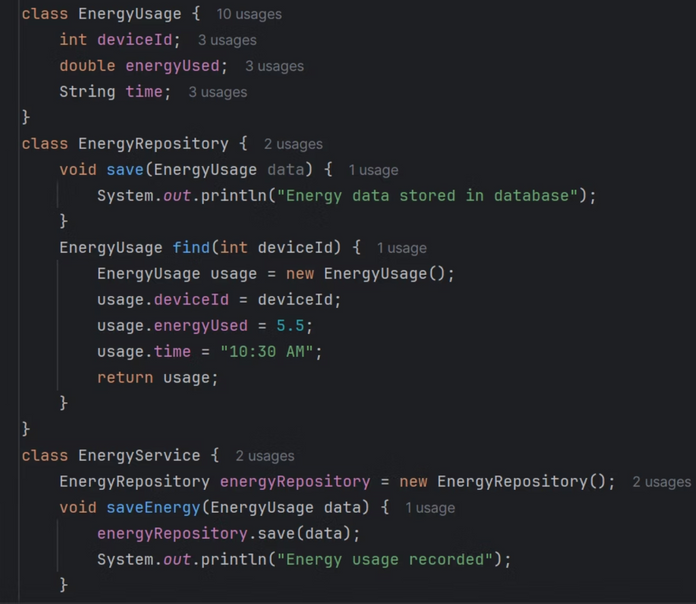 class EnergyUsage {  10 usages
    int deviceId;  3 usages
    double energyUsed;  3 usages
    String time;  3 usages
}
class EnergyRepository {  2 usages
    void save(EnergyUsage data) {  1 usage
        System.out.println("Energy data stored in database");
    }
    EnergyUsage find(int deviceId) {  1 usage
        EnergyUsage usage = new EnergyUsage();
        usage.deviceId = deviceId;
        usage.energyUsed = 5.5;
        usage.time = "10:30 AM";
        return usage;
    }
}
class EnergyService {  2 usages
    EnergyRepository energyRepository = new EnergyRepository();  2 usages
    void saveEnergy(EnergyUsage data) {  1 usage
        energyRepository.save(data);
        System.out.println("Energy usage recorded");
    }